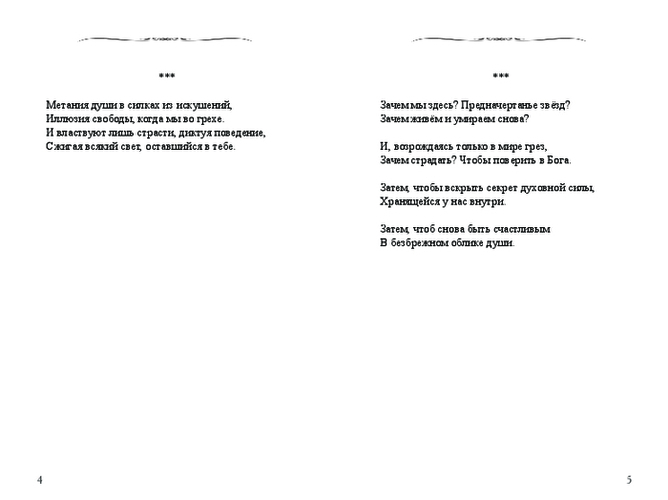 ***
Метания души в силках из искушений,
Иллюзия свободы, когда мы во грехе.
И властвуют лишь страсти, диктуя поведение,
Сжигая всякий свет, оставшийся в тебе.
4
***
Зачем мы здесь? Предначертанье звёзд?
Зачем живём и умираем снова?
И, возрождаясь только в мире грез,
Зачем страдать? Чтобы поверить в Бога.
Затем, чтобы вскрыть секрет духовной силы,
Хранящейся у нас внутри.
Затем, чтоб снова быть счастливым
В безбрежном облике души.
5